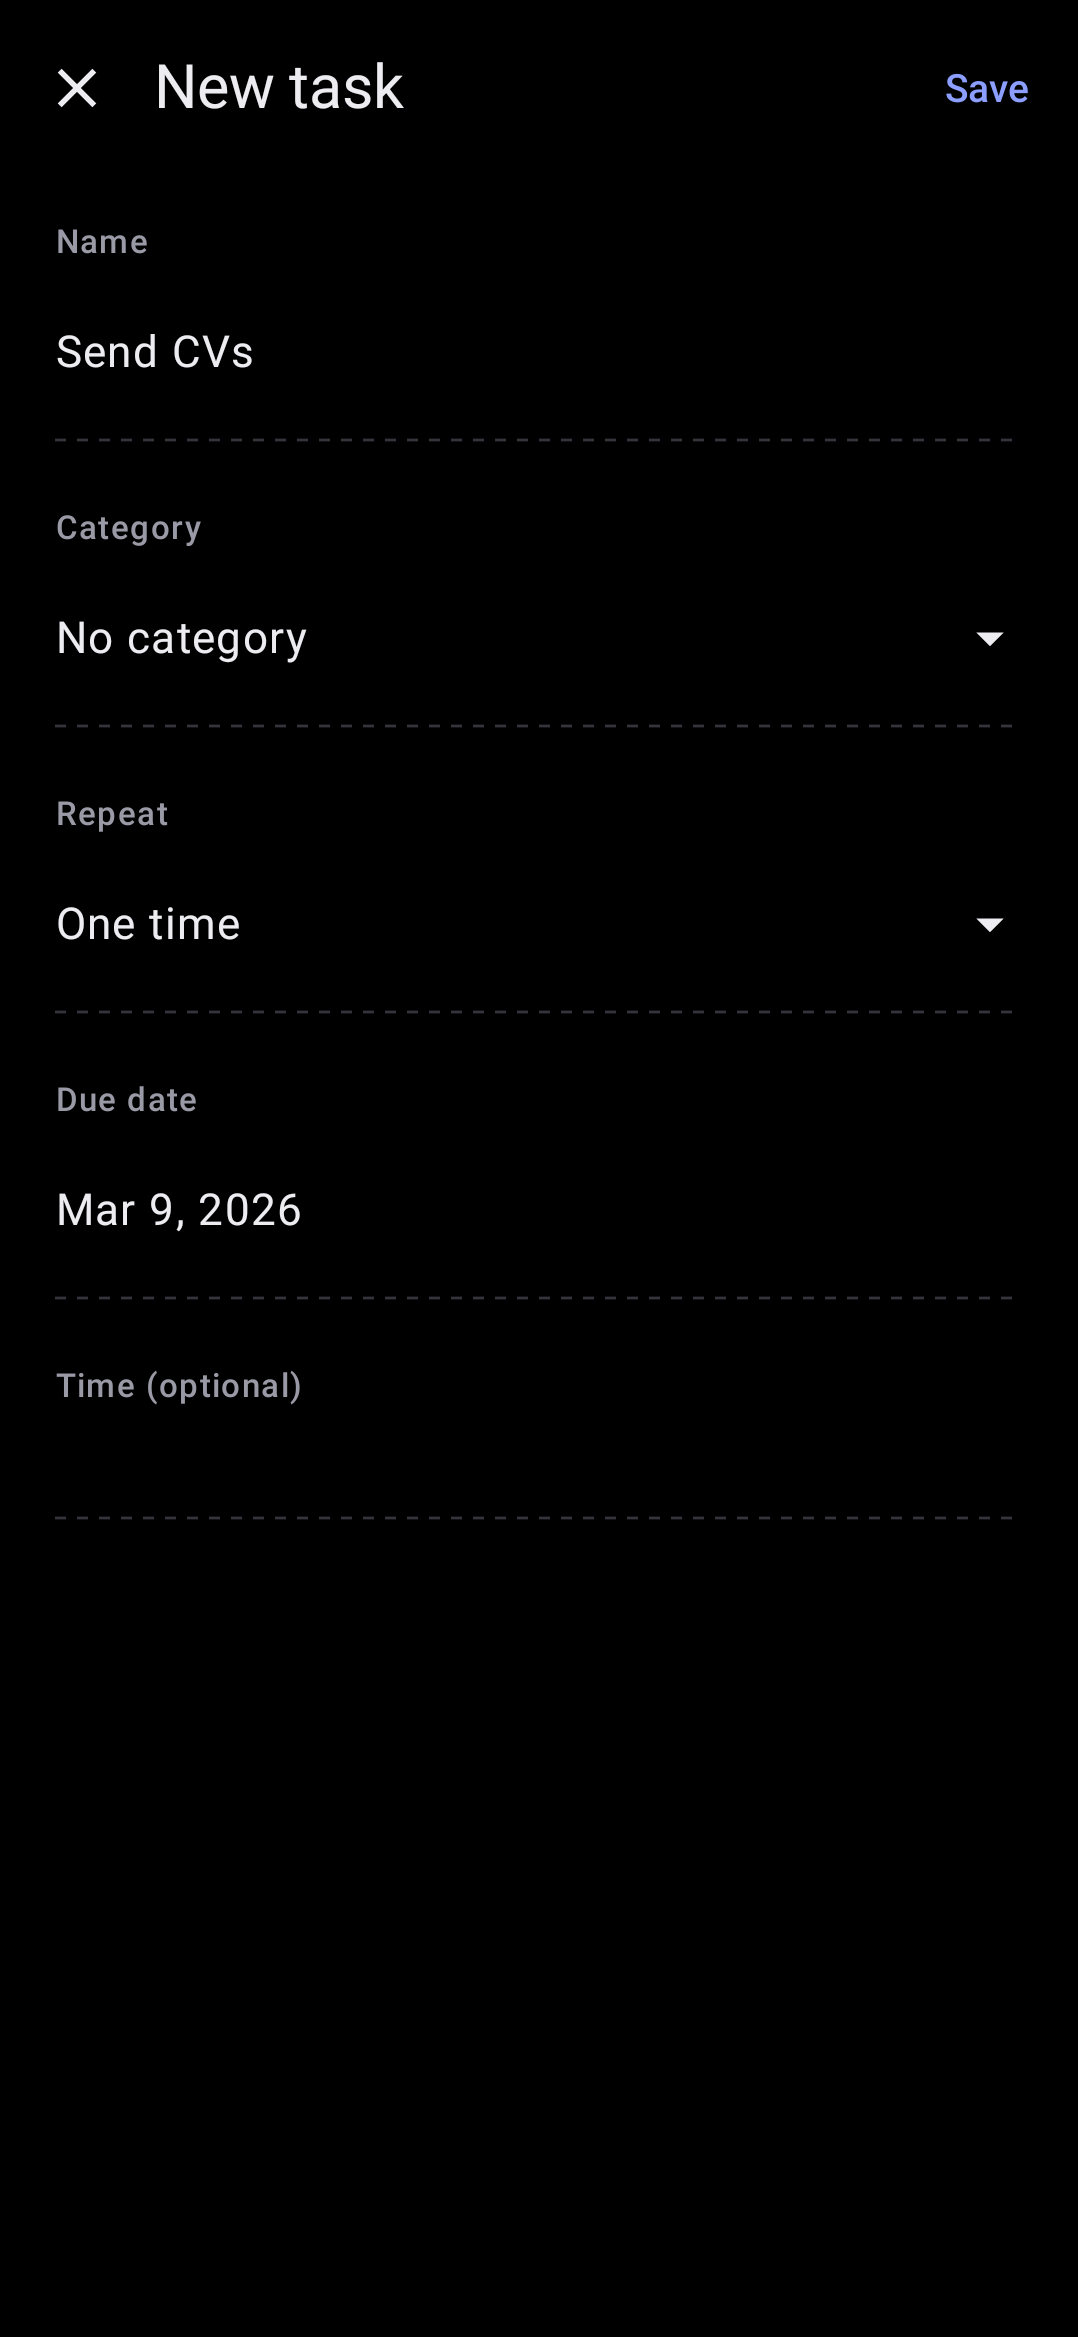 New task
Save
Name
Send CVs
Category
No category
Repeat
One time
Due date
Mar 9, 2026
Time (optional)